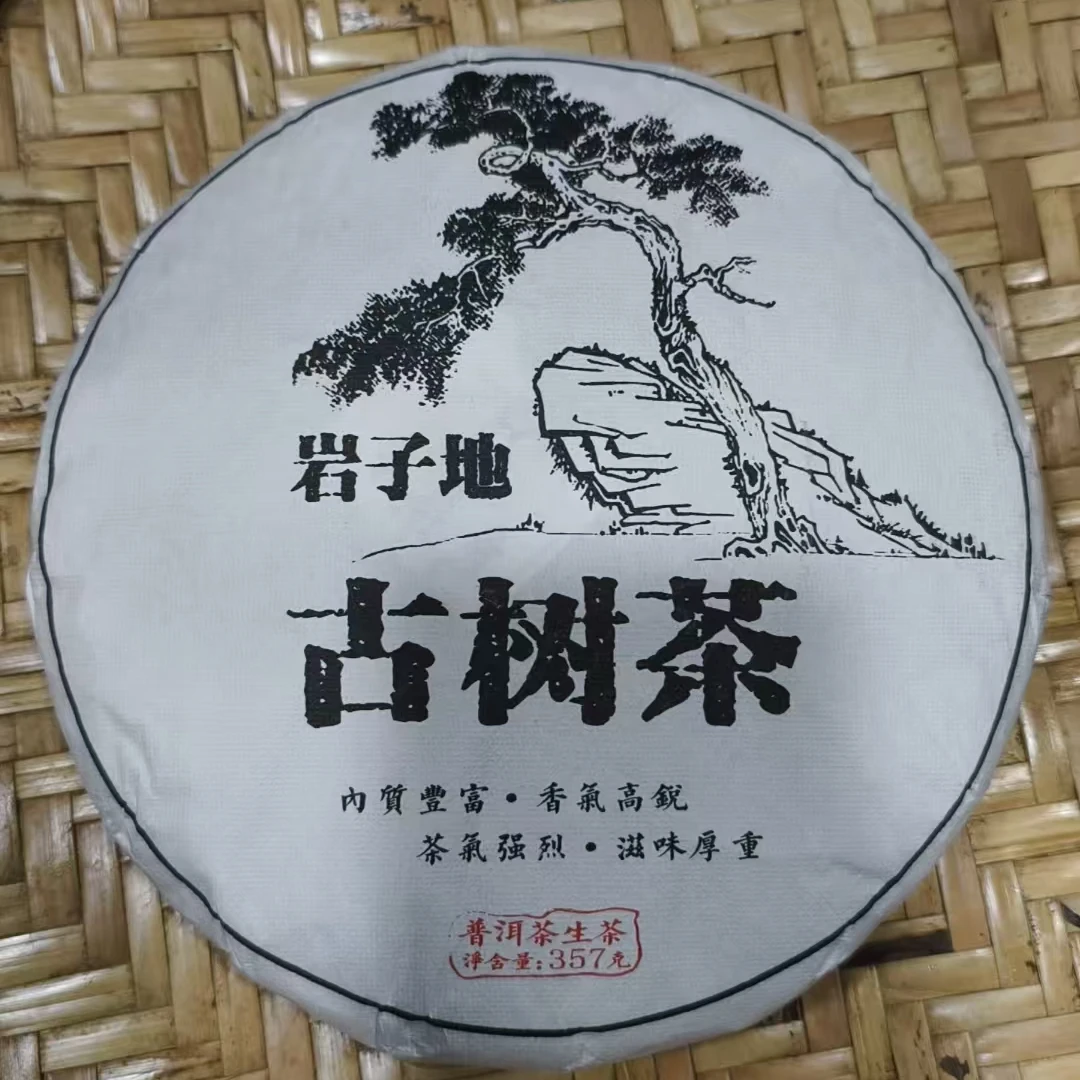 岩子地
古树茶
內質豐富·香氣高銳
茶氣强烈·滋味厚重
普洱茶生茶
淨含量:357克